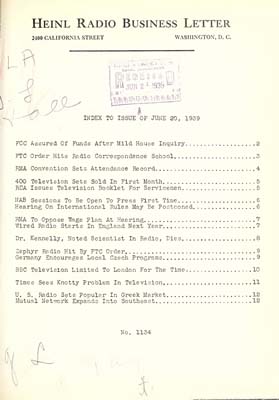 HEINL RADIO BUSINESS LETTER
2400 CALIFORNIA STREET WASHINGTON, D. C.
INDEX TO ISSUE OF JUNE 20, 1939
FCC Assured Of Funds After Mild House Inquiry..................2
FTC Order Hits Radio Correspondence School.....................3
RMA Convention Sets Attendance Record..........................4
400 Television Sets Sold In First Month........................5
RCA Issues Television Booklet For Servicemen...................5
NAB Sessions To Be Open To Press First Time....................6
Hearing On International Rules May Be Postponed................6
RMA To Oppose Wage Plan At Hearing.............................7
Wired Radio Starts In England Next Year........................7
Dr. Kennelly, Noted Scientist In Radio, Dies...................8
Zephyr Radio Hit By FTC Order..................................9
Germany Encourages Local Czech Programs........................9
BBC Television Limited To London For The Time.................10
Times Sees Knotty Problem In Television.......................11
U. S. Radio Sets Popular In Greek Market......................12
Mutual Network Expands Into Southeast.........................12
No. 1134